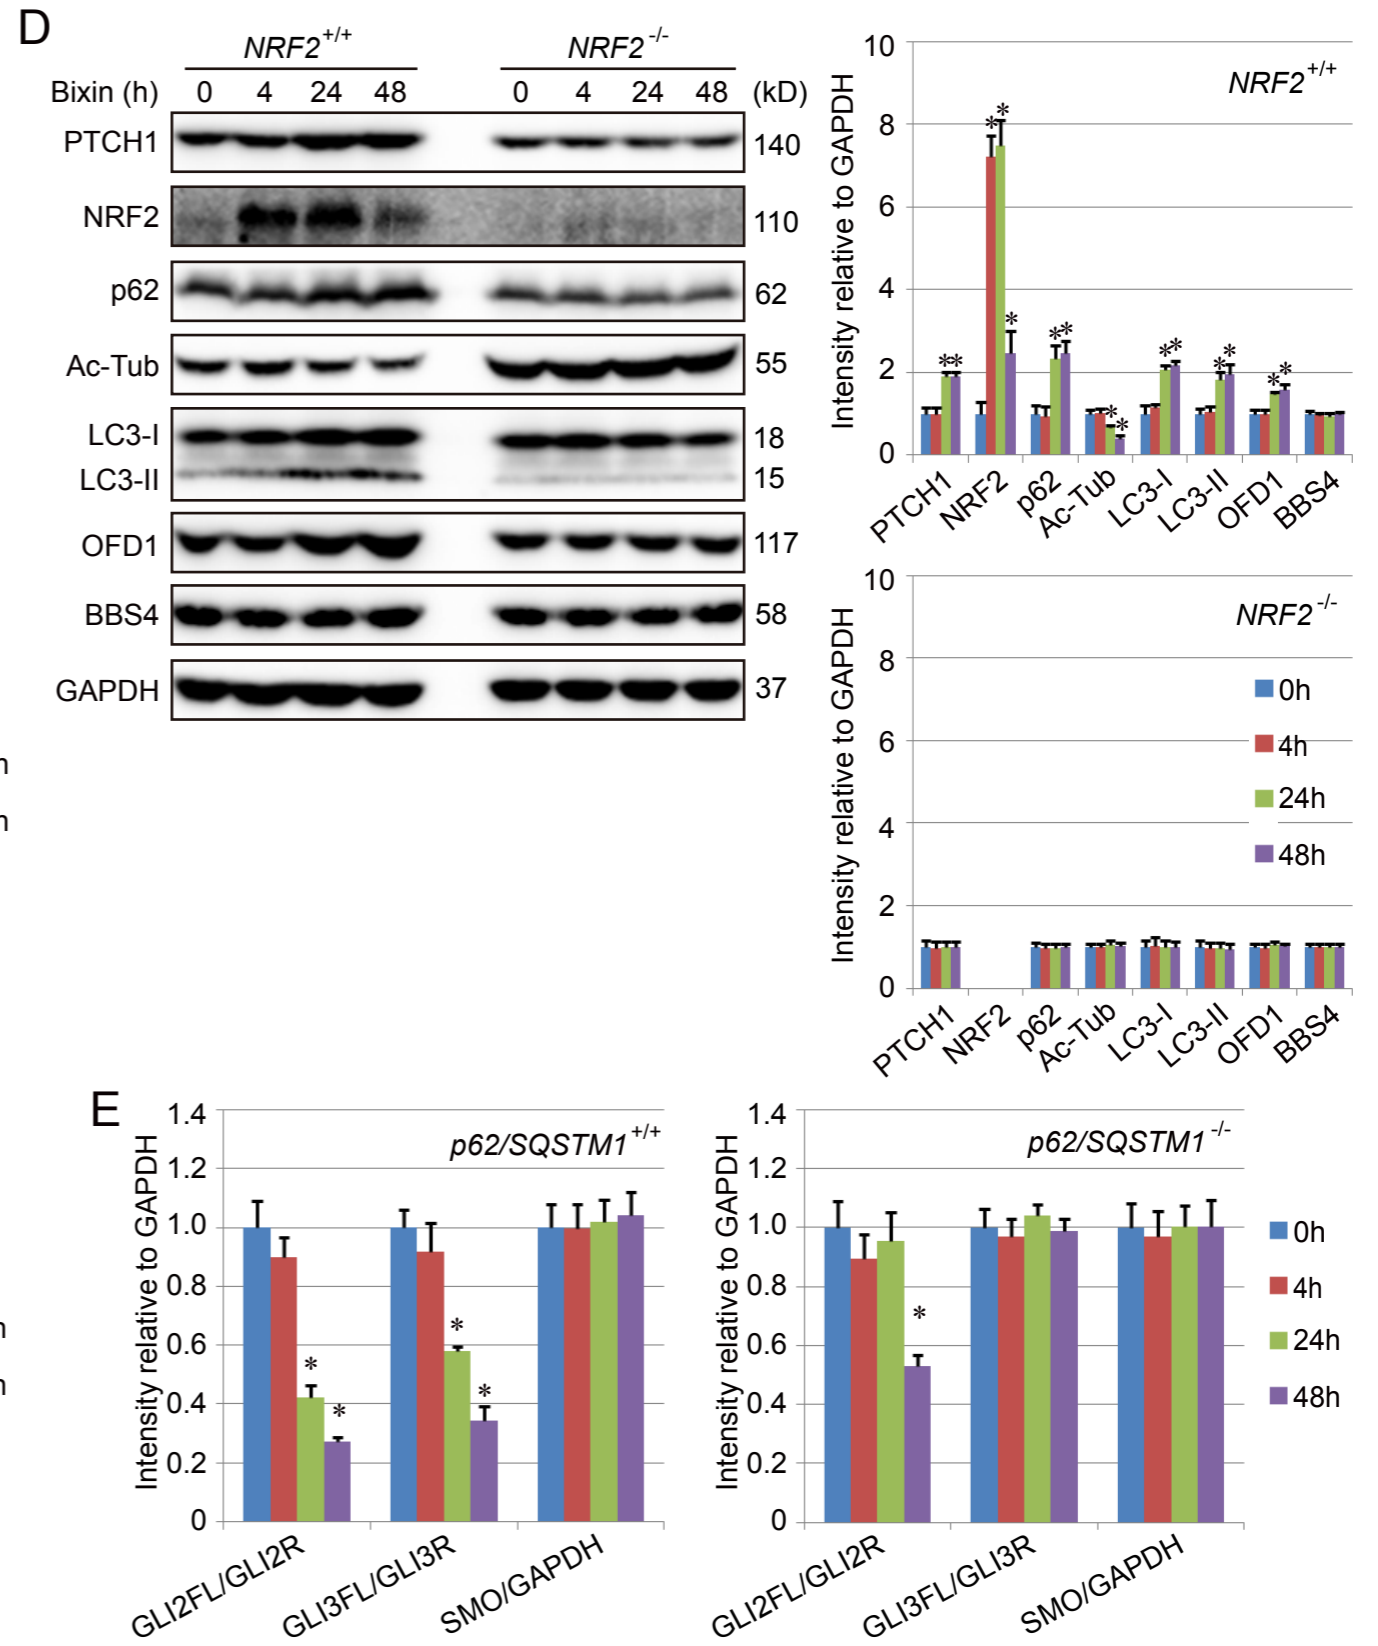 D
NRF2+/+
NRF2-/-
Bixin (h) 0 4 24 48 0 4 24 48 (kD)
PTCH1 140
NRF2 110
p62 62
Ac-Tub 55
LC3-I 18
LC3-II 15
OFD1 117
BBS4 58
GAPDH 37
h
h
Intensity relative to GAPDH
10
8
6
4
2
0
NRF2+/+
* *
* * *
* *
* *
* *
* *
* *
PTCH1 NRF2 p62 Ac-Tub LC3-I LC3-II OFD1 BBS4
Intensity relative to GAPDH
10
8
6
4
2
0
NRF2-/-
0h
4h
24h
48h
PTCH1 NRF2 p62 Ac-Tub LC3-I LC3-II OFD1 BBS4
E
h
h
Intensity relative to GAPDH
1.4
1.2
1.0
0.8
0.6
0.4
0.2
0
p62/SQSTM1+/+
* *
* *
GLI2FL/GLI2R GLI3FL/GLI3R SMO/GAPDH
Intensity relative to GAPDH
1.4
1.2
1.0
0.8
0.6
0.4
0.2
0
p62/SQSTM1-/-
*
GLI2FL/GLI2R GLI3FL/GLI3R SMO/GAPDH
0h
4h
24h
48h